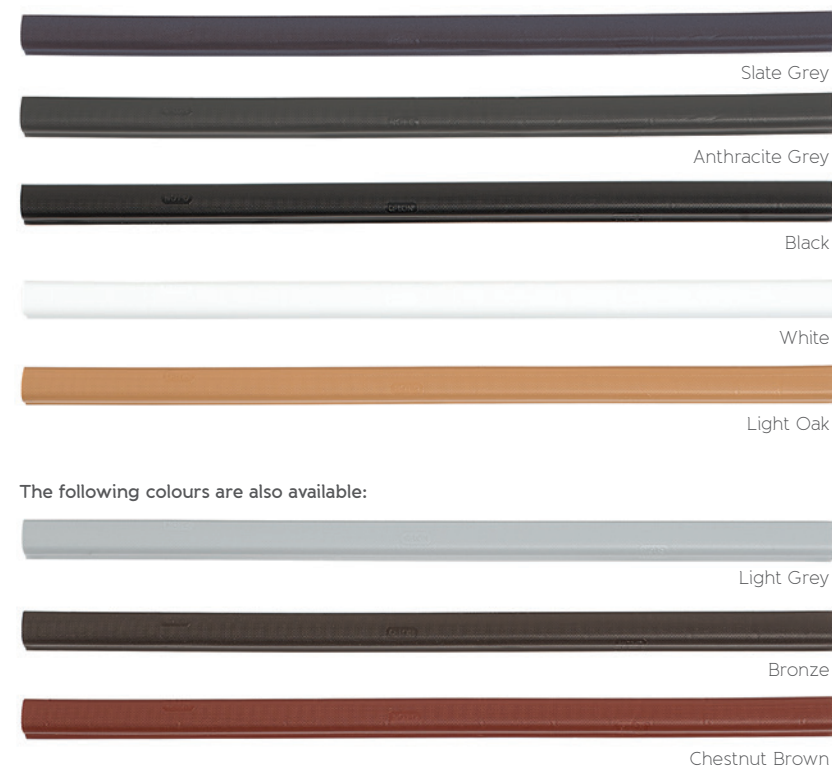 Slate Grey
Anthracite Grey
Black
White
Light Oak
The following colours are also available:
Light Grey
Bronze
Chestnut Brown